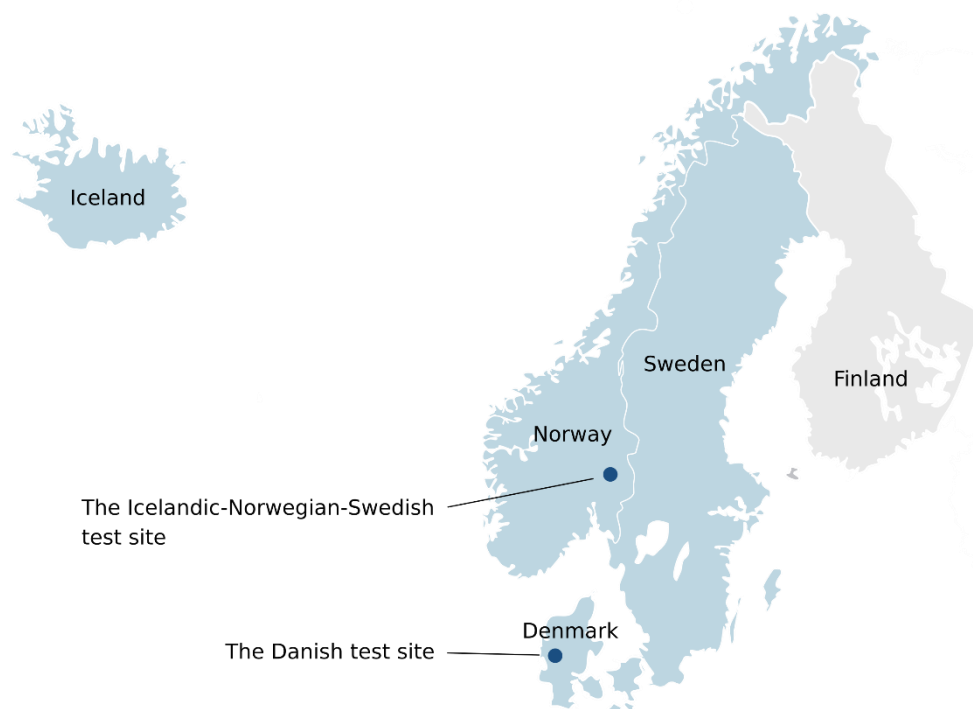 Iceland
Sweden
Finland
Norway
The Icelandic-Norwegian-Swedish
test site
Denmark
The Danish test site